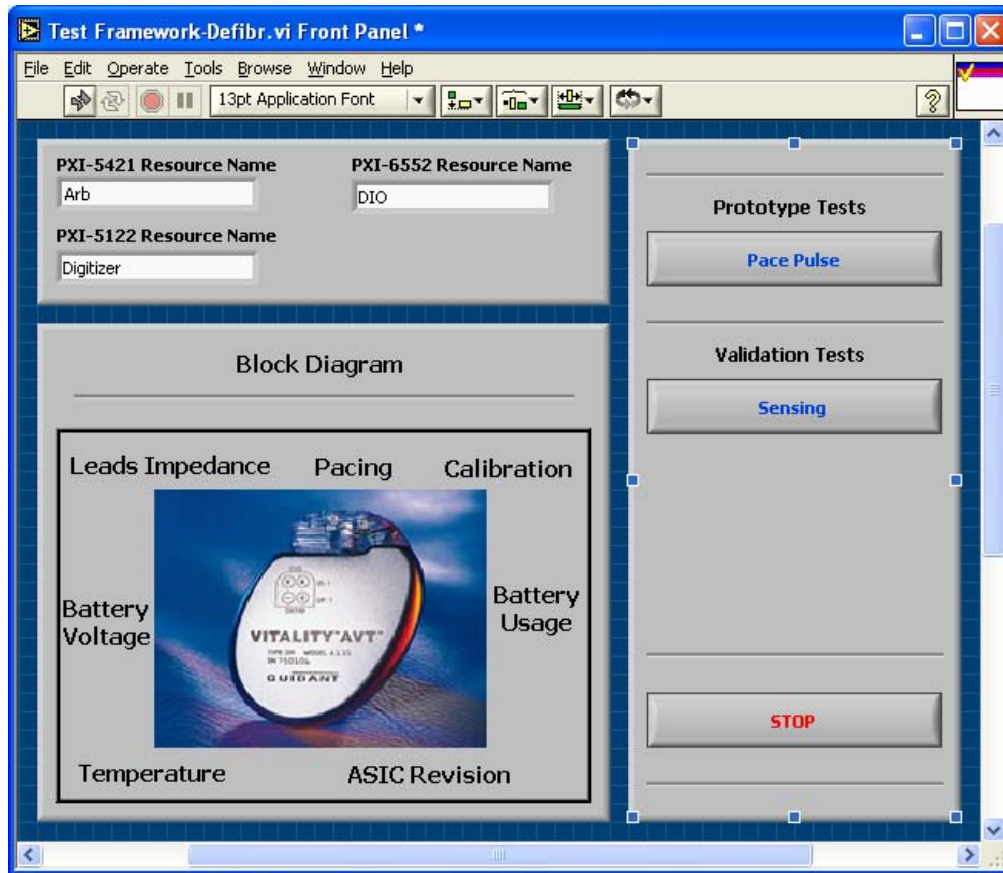 Test Framework-Defibr.vi Front Panel *
File Edit Operate Tools Browse Window Help
13pt Application Font
PXI-5421 Resource Name
Arb
PXI-6552 Resource Name
DIO
PXI-5122 Resource Name
Digitizer
Block Diagram
Leads Impedance
Pacing
Calibration
Battery
Voltage
VITALITY AVT
GUIDANT
Battery
Usage
Temperature
ASIC Revision
Prototype Tests
Pace Pulse
Validation Tests
Sensing
STOP